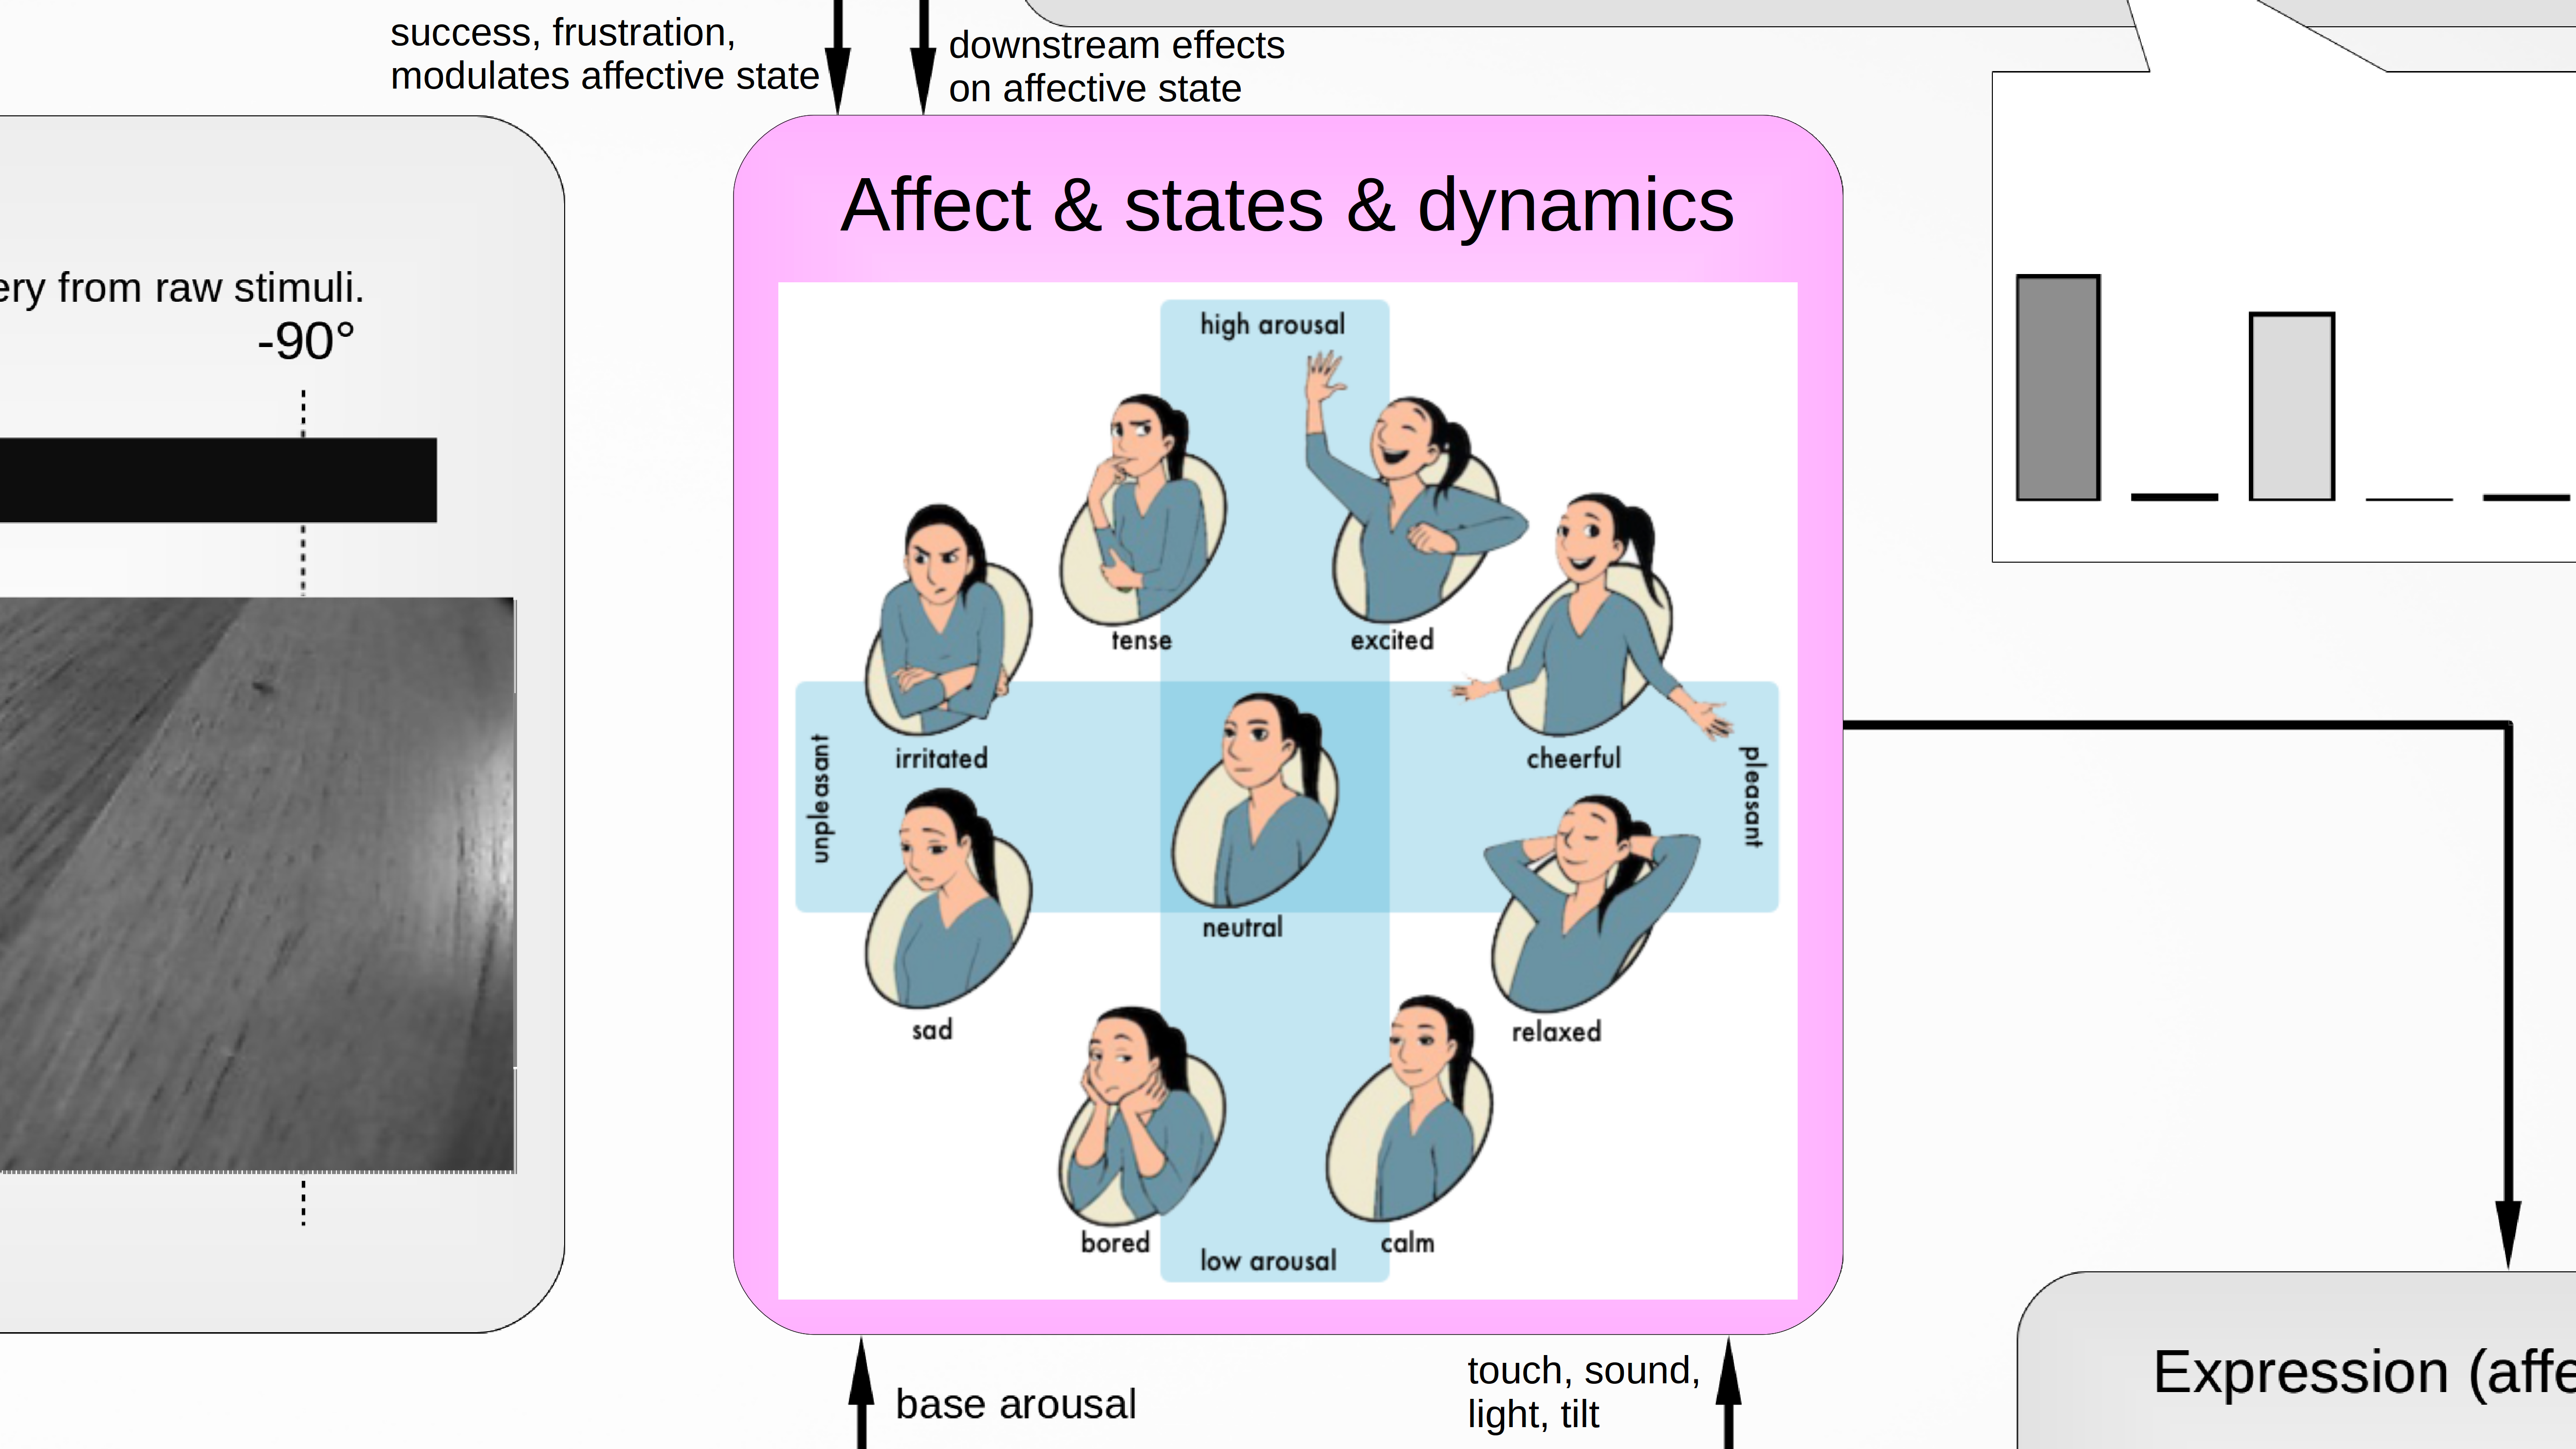 success, frustration,
modulates affective state
downstream effects
on affective state
Affect & states & dynamics
ery from raw stimuli.
-90°
high arousal
tense
excited
irritated
cheerful
unpleasant
pleasant
neutral
sad
relaxed
bored
calm
low arousal
base arousal
touch, sound,
light, tilt
Expression (affe